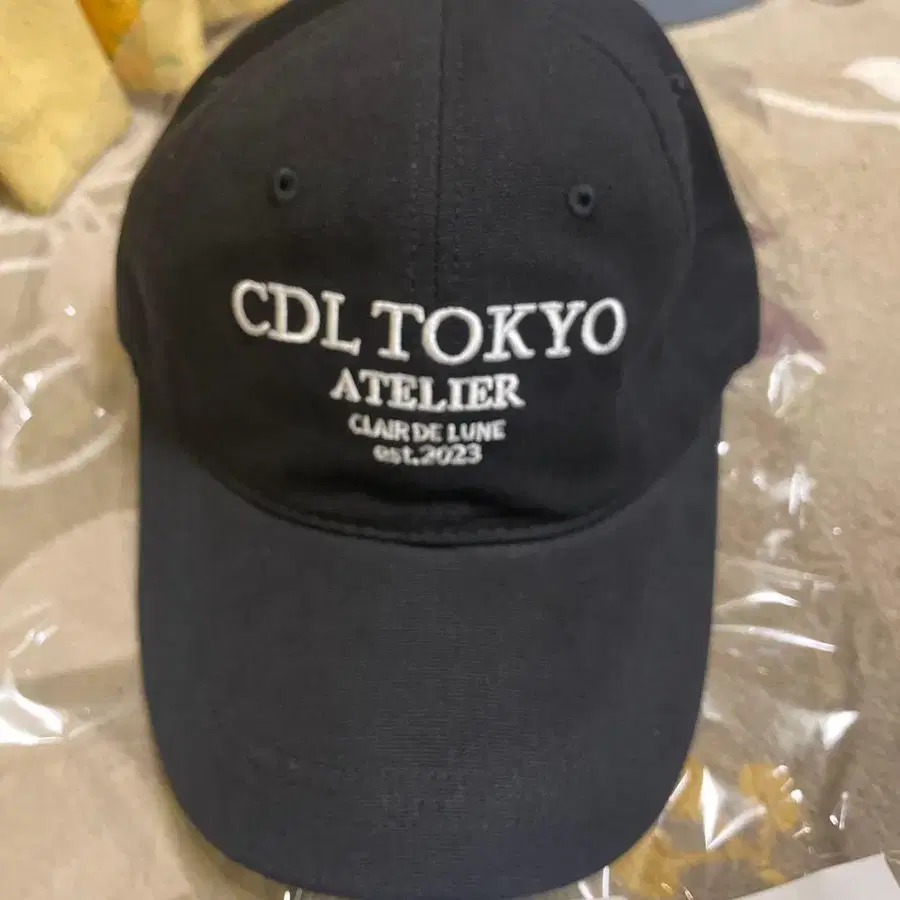 CDL TOKYO
ATELIER
CLAIR DE LUNE
est.2023